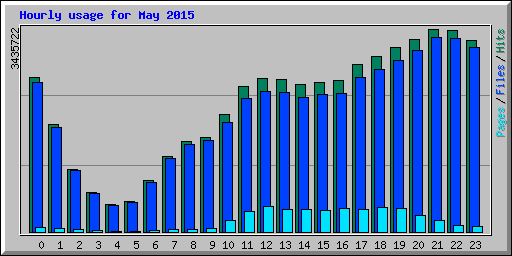 Hourly usage for May 2015
3435722
Pages/Files/Hits
0 1 2 3 4 5 6 7 8 9 10 11 12 13 14 15 16 17 18 19 20 21 22 23